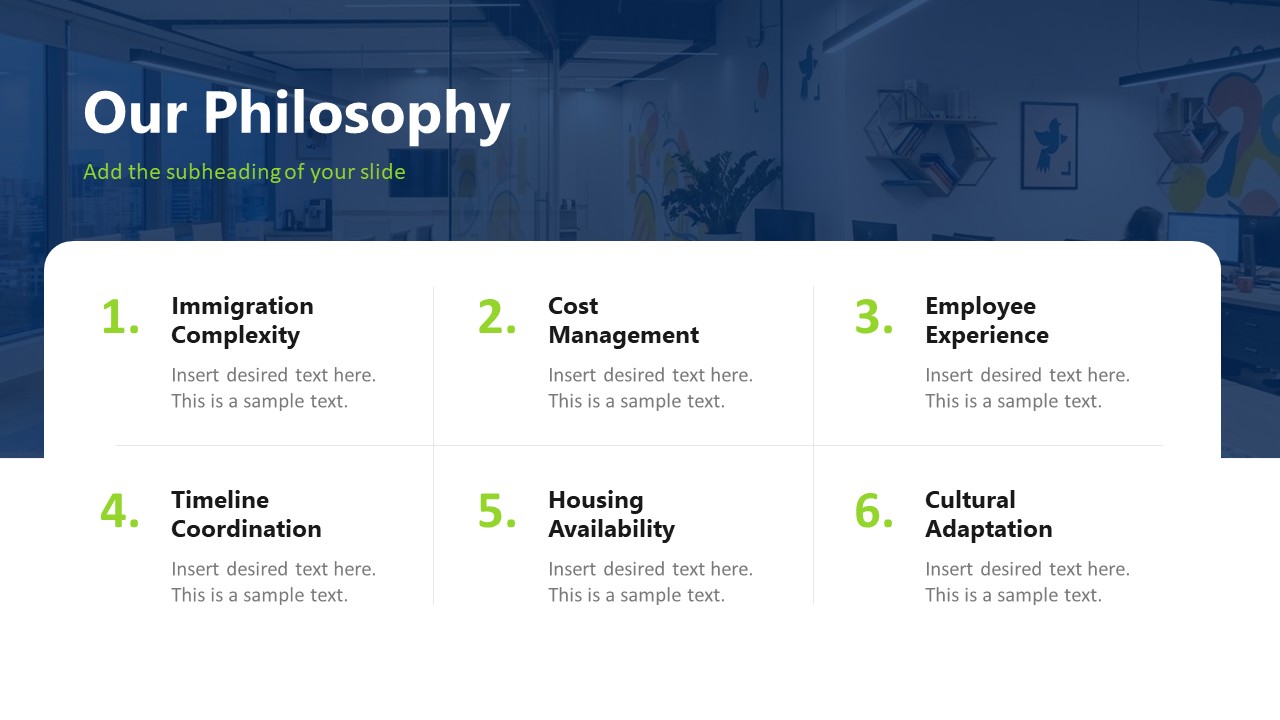 Our Philosophy
Add the subheading of your slide
1.
Immigration
Complexity
Insert desired text here.
This is a sample text.
2.
Cost
Management
Insert desired text here.
This is a sample text.
3.
Employee
Experience
Insert desired text here.
This is a sample text.
4.
Timeline
Coordination
Insert desired text here.
This is a sample text.
5.
Housing
Availability
Insert desired text here.
This is a sample text.
6.
Cultural
Adaptation
Insert desired text here.
This is a sample text.